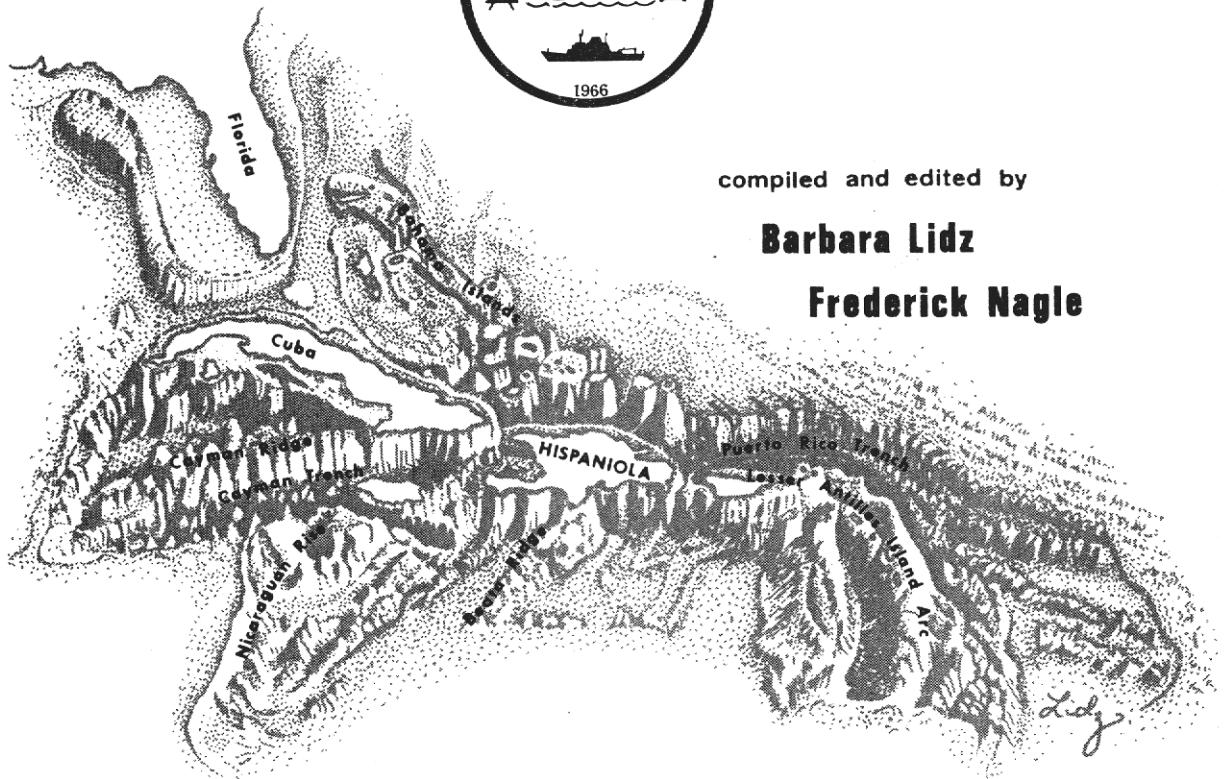 1966
Florida
compiled and edited by
Barbara Lidz
Frederick Nagle
Bahama Islands
Cuba
HISPANIOLA
Puerto Rico Trench
Cayman Ridge
Cayman Trench
Lesser Antilles Island Arc
Nicaraguan Rise
Beata Ridge
Lidz